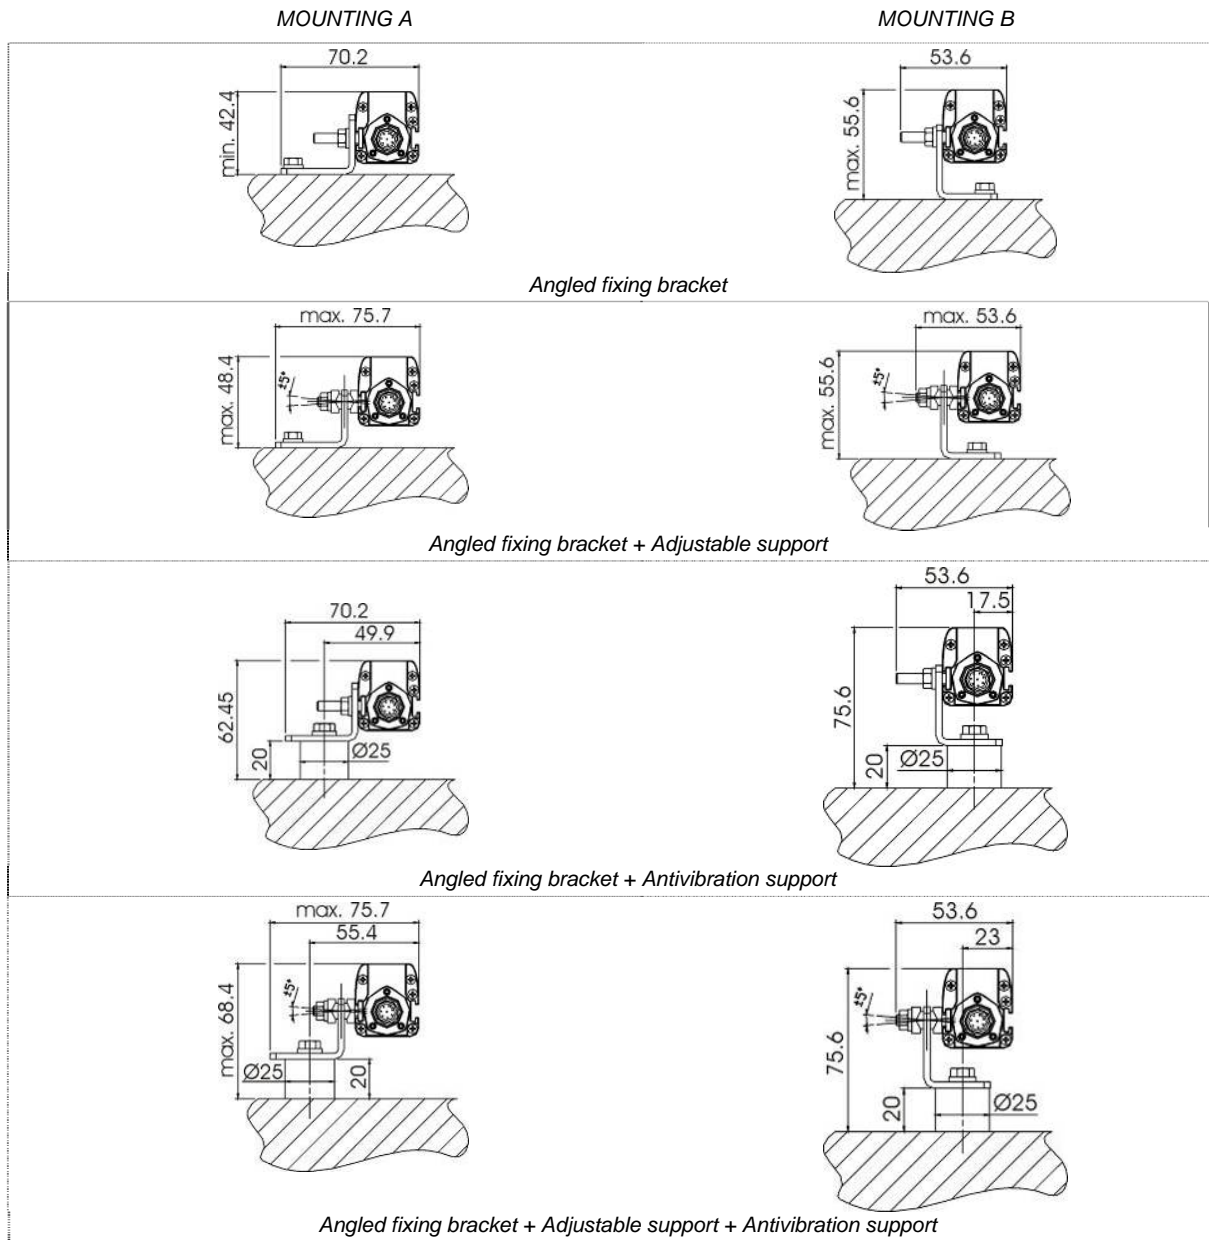 MOUNTING A
MOUNTING B
70.2
min. 42.4
53.6
max. 55.6
Angled fixing bracket
max. 75.7
max. 48.4
±5°
max. 53.6
max. 55.6
±5°
Angled fixing bracket + Adjustable support
70.2
49.9
62.45
20
Ø25
53.6
17.5
75.6
20
Ø25
Angled fixing bracket + Antivibration support
max. 75.7
55.4
max. 68.4
±5°
Ø25
20
53.6
23
75.6
±5°
20
Ø25
Angled fixing bracket + Adjustable support + Antivibration support